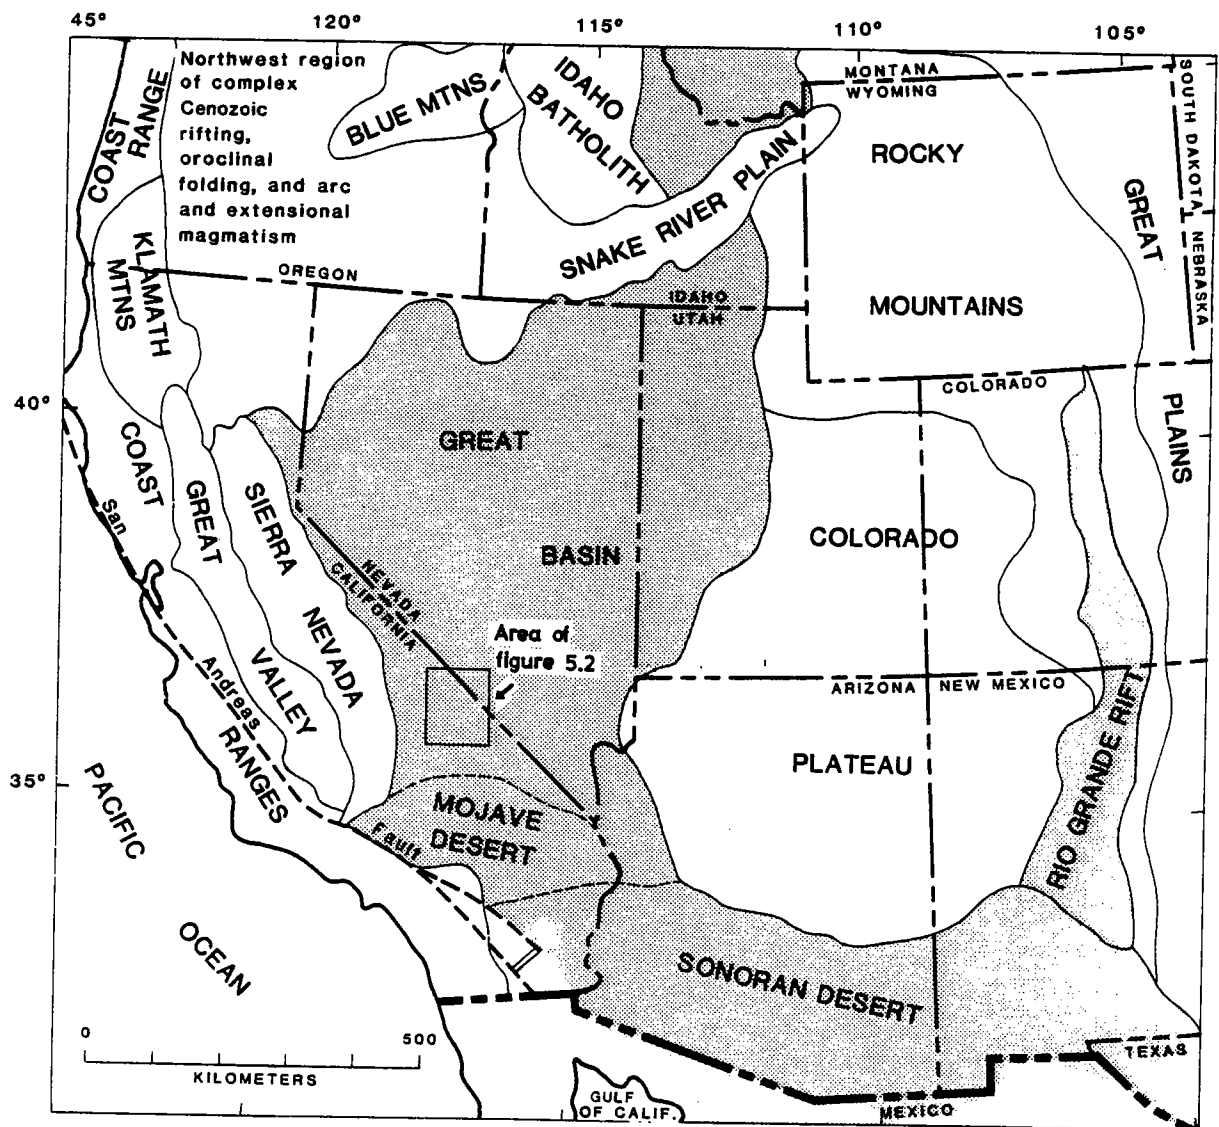 45°
120°
115°
110°
105°
Northwest region
of complex
Cenozoic
rifting,
oroclinal
folding, and arc
and extensional
magmatism
COAST
RANGE
BLUE MTNS
IDAHO
BATHOLITH
MONTANA
WYOMING
SOUTH DAKOTA
NEBRASKA
ROCKY
MOUNTAINS
GREAT
PLAINS
SNAKE RIVER PLAIN
KLAMATH
MTNS
OREGON
IDAHO
UTAH
COLORADO
40°
COAST
RANGES
GREAT
VALLEY
SIERRA
NEVADA
GREAT
BASIN
NEVADA
CALIFORNIA
COLORADO
PLATEAU
San
Andreas
Fault
Area of
figure 5.2
ARIZONA
NEW MEXICO
RIO GRANDE RIFT
35°
PACIFIC
OCEAN
MOJAVE
DESERT
SONORAN DESERT
0
500
KILOMETERS
GULF
OF CALIF.
MEXICO
TEXAS